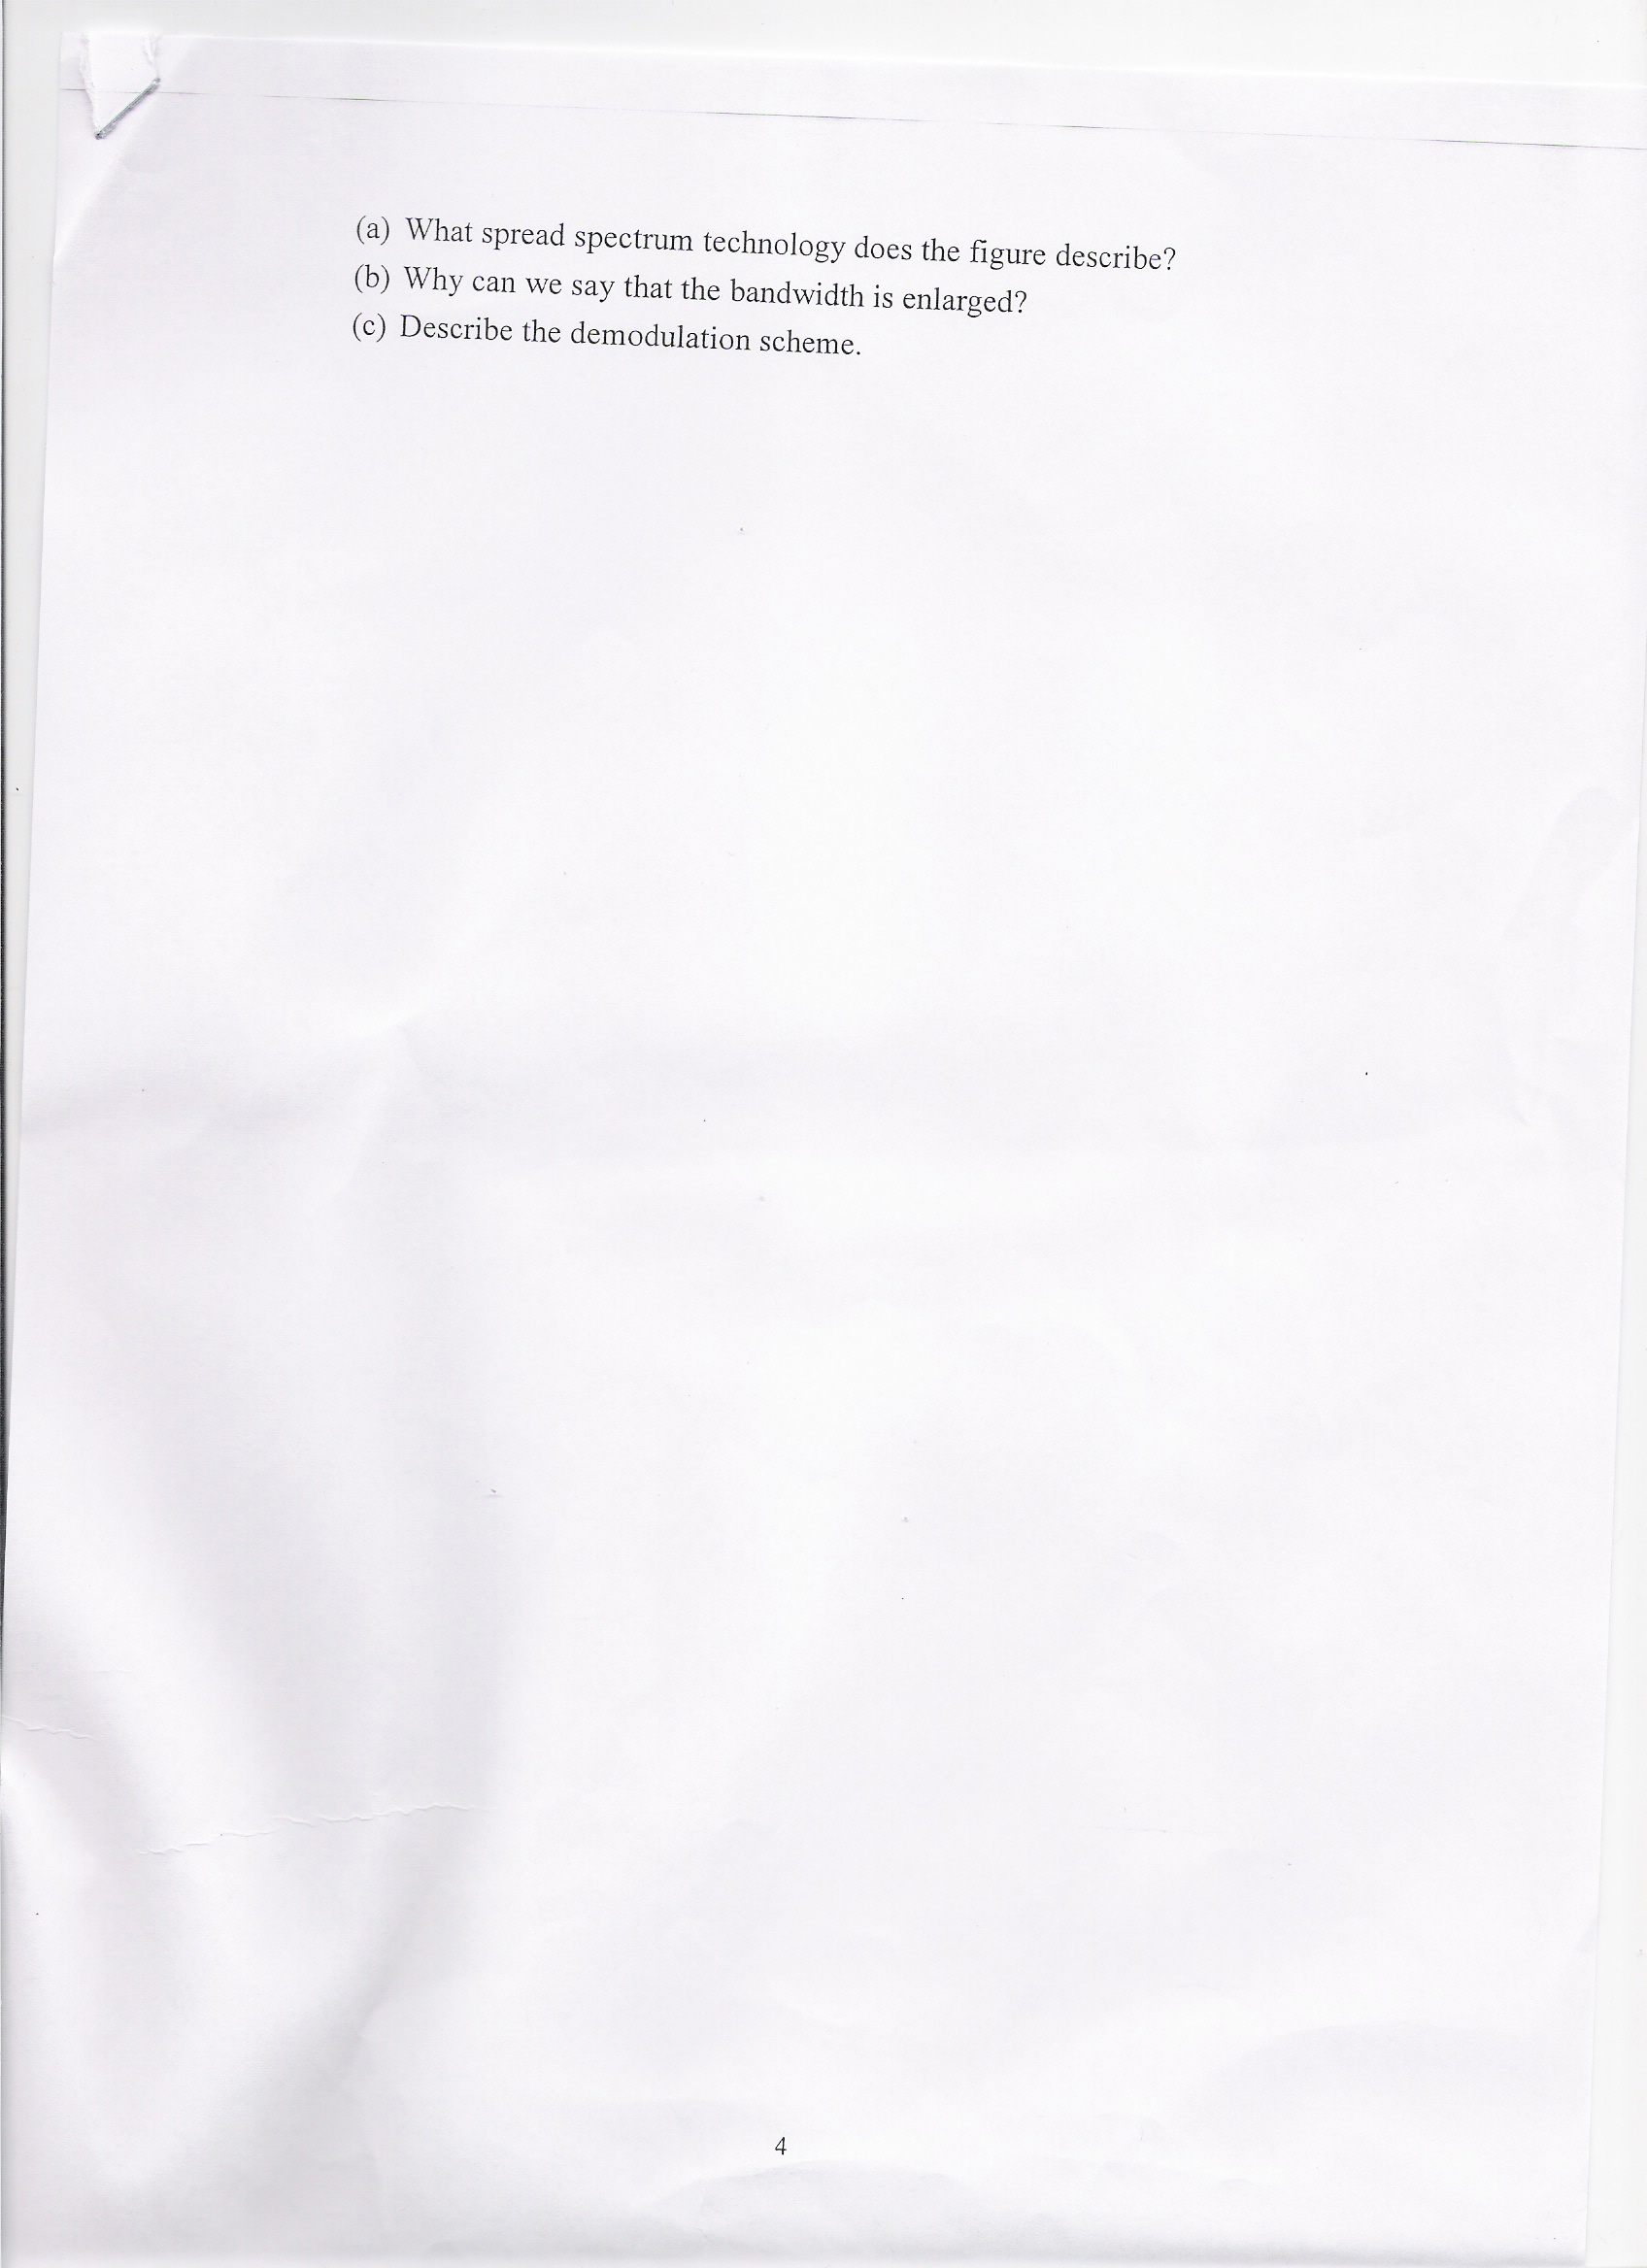 (a) What spread spectrum technology does the figure describe?
(b) Why can we say that the bandwidth is enlarged?
(c) Describe the demodulation scheme.
4